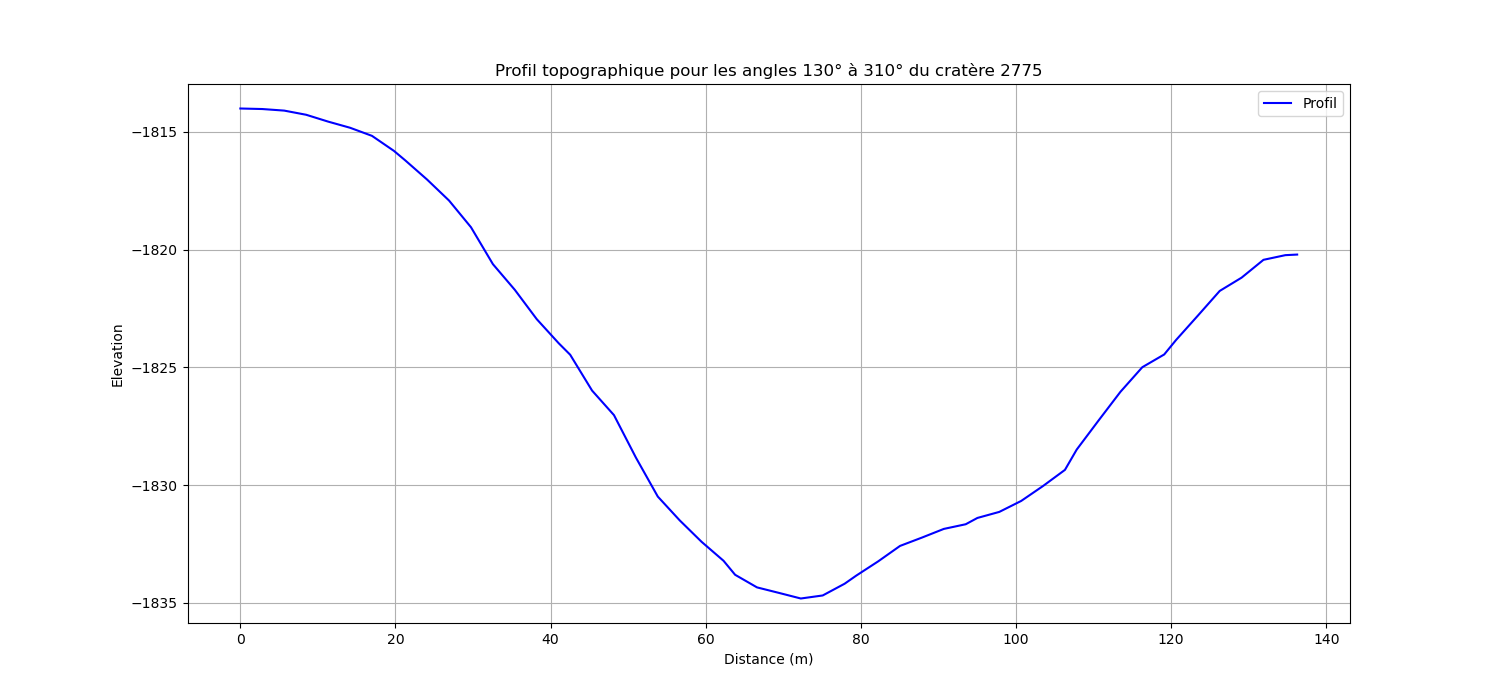 Profil topographique pour les angles 130° à 310° du cratère 2775
Profil
−1815
−1820
−1825
−1830
−1835
Elevation
0 20 40 60 80 100 120 140
Distance (m)